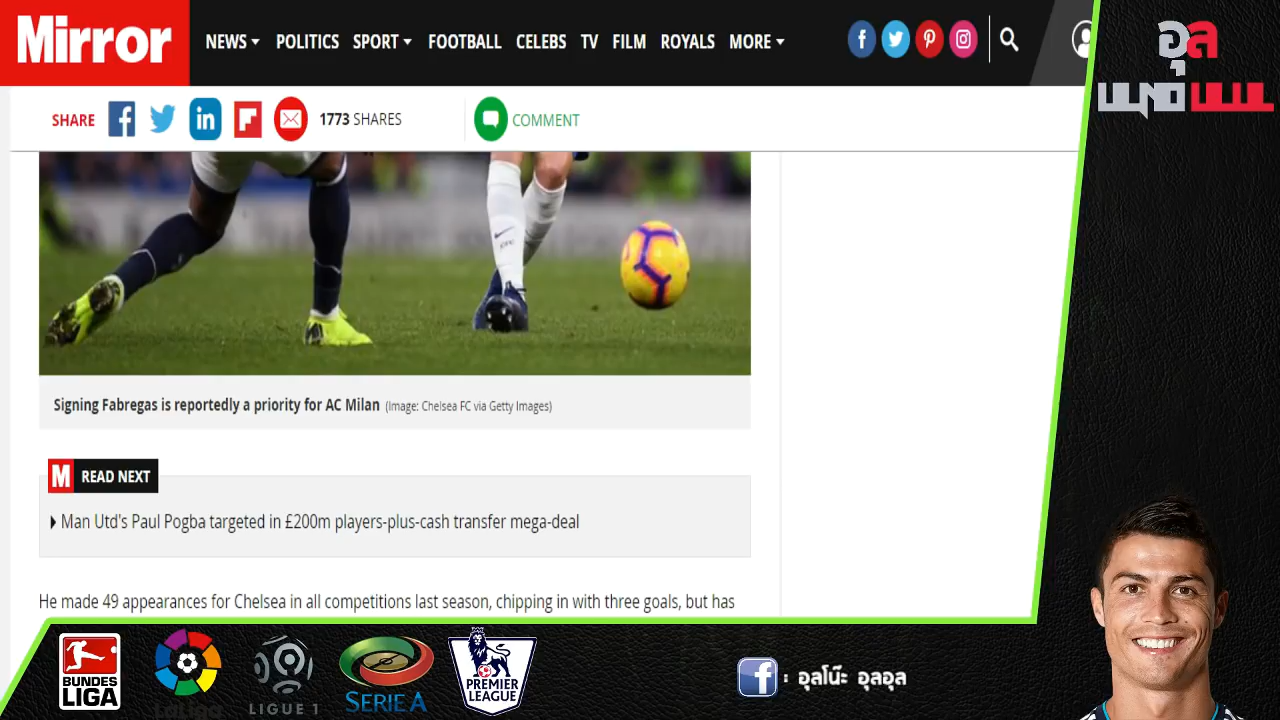 Mirror
NEWS POLITICS SPORT FOOTBALL CELEBS TV FILM ROYALS MORE
อุล
SHARE in 1773 SHARES COMMENT
Signing Fabregas is reportedly a priority for AC Milan (Image: Chelsea FC via Getty Images)
M READ NEXT
Man Utd's Paul Pogba targeted in £200m players-plus-cash transfer mega-deal
He made 49 appearances for Chelsea in all competitions last season, chipping in with three goals, but has
BUNDES
LIGA
LaLiga
LIGUE 1
SERIE A
PREMIER
LEAGUE
f : อุลโน๊ะ อุลอุล